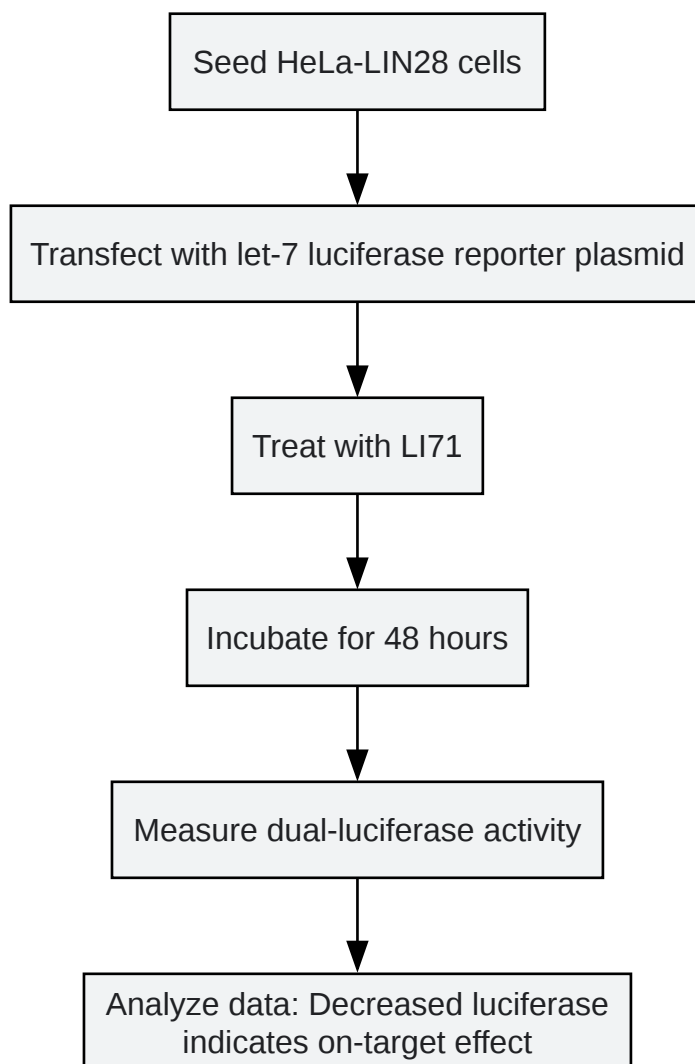 Seed HeLa-LIN28 cells
Transfect with let-7 luciferase reporter plasmid
Treat with LI71
Incubate for 48 hours
Measure dual-luciferase activity
Analyze data: Decreased luciferase
indicates on-target effect